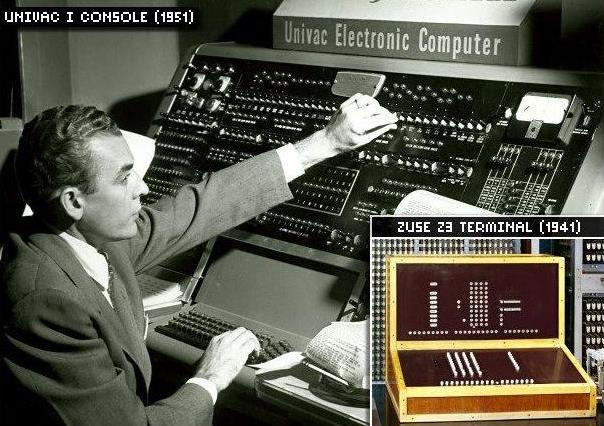 UNIVAC I CONSOLE (1951)
Univac Electronic Computer
ZUSE Z3 TERMINAL (1941)